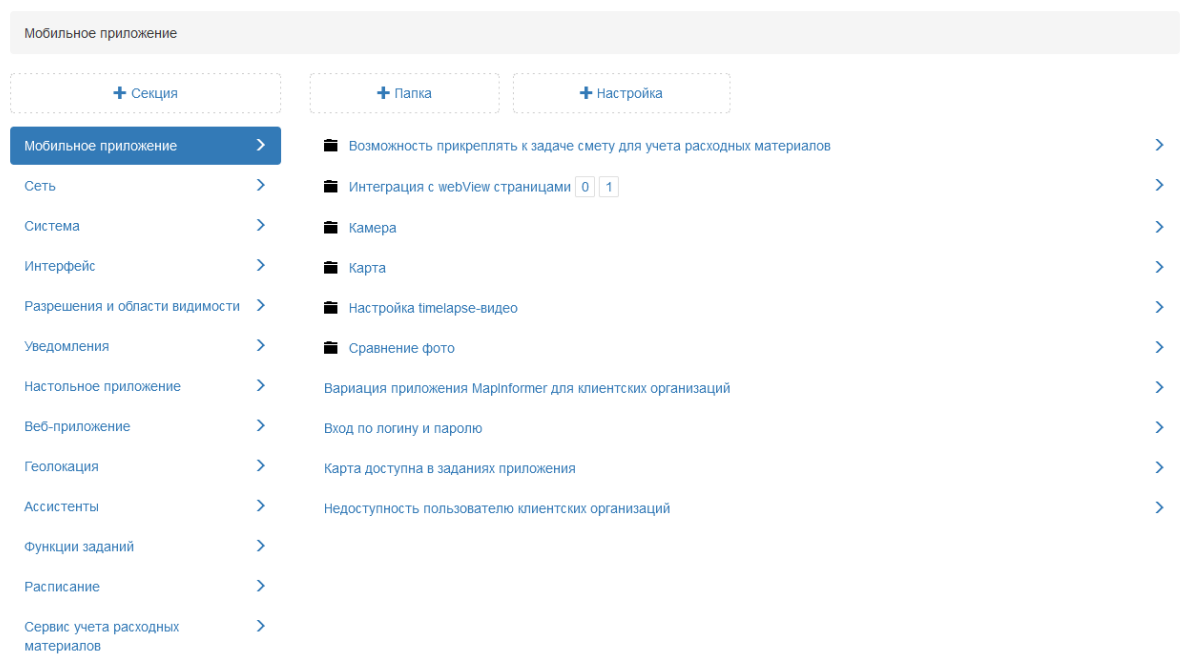 Мобильное приложение
Секция
Папка
Настройка
Мобильное приложение
Сеть
Система
Интерфейс
Разрешения и области видимости
Уведомления
Настольное приложение
Веб-приложение
Геолокация
Ассистенты
Функции заданий
Расписание
Сервис учета расходных
материалов
Возможность прикреплять к задаче смету для учета расходных материалов
Интеграция с webView страницами 0 1
Камера
Карта
Настройка timelapse-видео
Сравнение фото
Вариация приложения MapInformer для клиентских организаций
Вход по логину и паролю
Карта доступна в заданиях приложения
Недоступность пользователю клиентских организаций